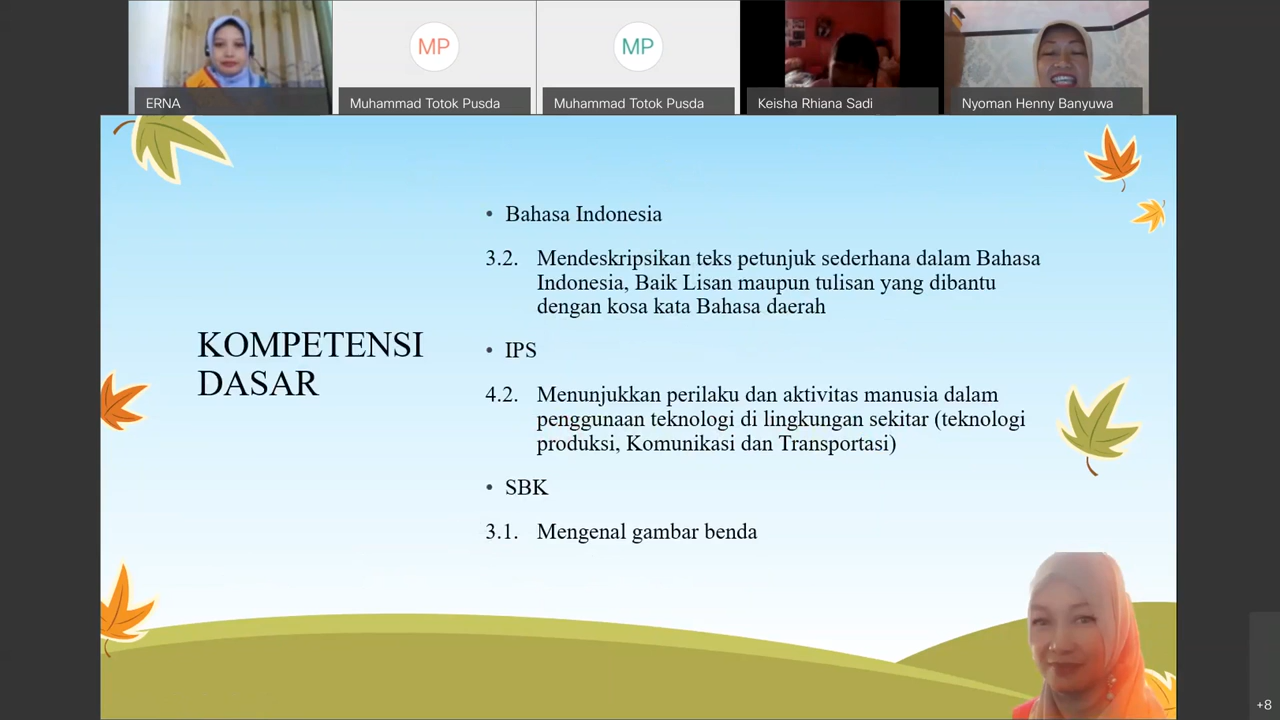 MP
MP
ERNA
Muhammad Totok Pusda
Muhammad Totok Pusda
Keisha Rhiana Sadi
Nyoman Henny Banyuwa
KOMPETENSI
DASAR
• Bahasa Indonesia
3.2. Mendeskripsikan teks petunjuk sederhana dalam Bahasa
Indonesia, Baik Lisan maupun tulisan yang dibantu
dengan kosa kata Bahasa daerah
• IPS
4.2. Menunjukkan perilaku dan aktivitas manusia dalam
penggunaan teknologi di lingkungan sekitar (teknologi
produksi, Komunikasi dan Transportasi)
• SBK
3.1. Mengenal gambar benda
+8